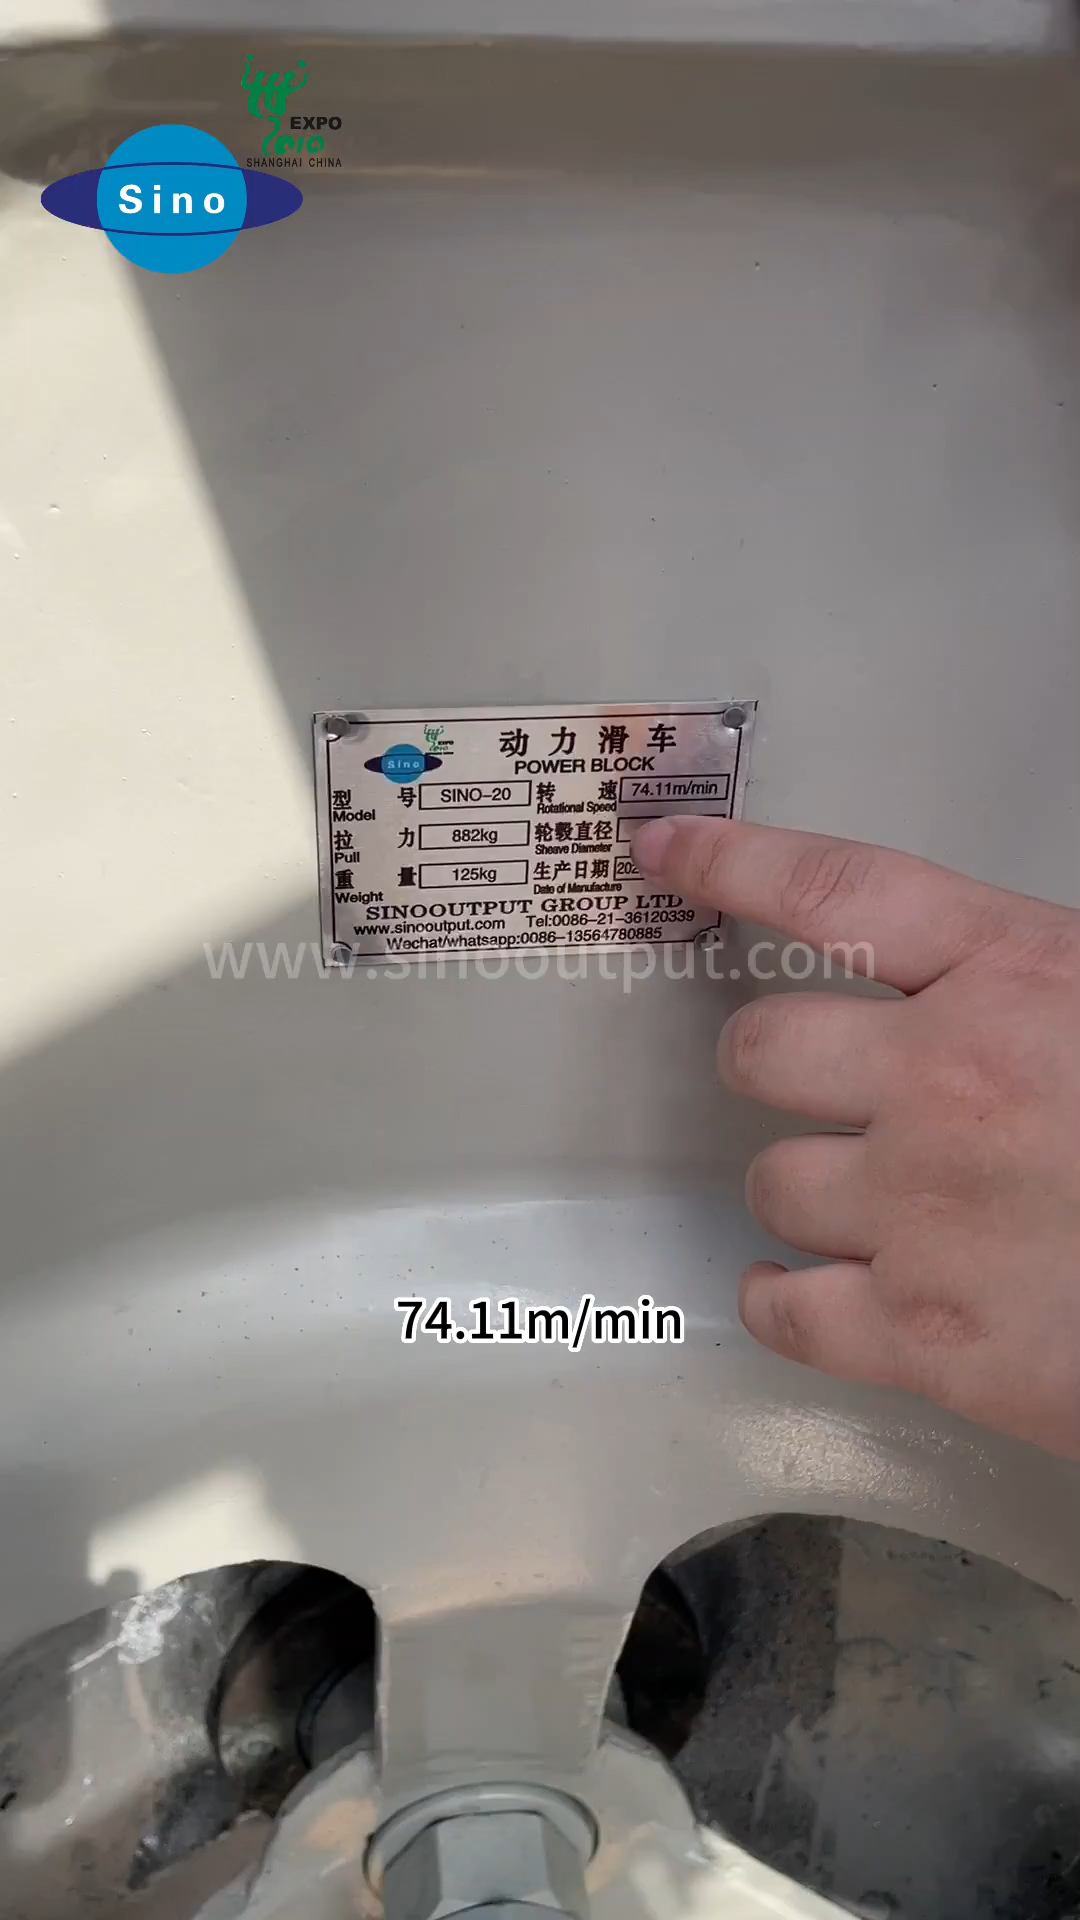 EXPO
2010
SHANGHAI CHINA
Sino
EXPO
Sino
动力滑车
POWER BLOCK
型号 SINO-20 转速 74.11m/min
Model Rotational Speed
拉力 882kg 轮毂直径
Pull Sheave Diameter
重量 125kg 生产日期 202
Weight Date of Manufacture
SINOOUTPUT GROUP LTD
www.sinooutput.com Tel:0086-21-36120339
Wechat/whatsapp:0086-13564780885
www.sinooutput.com
74.11m/min